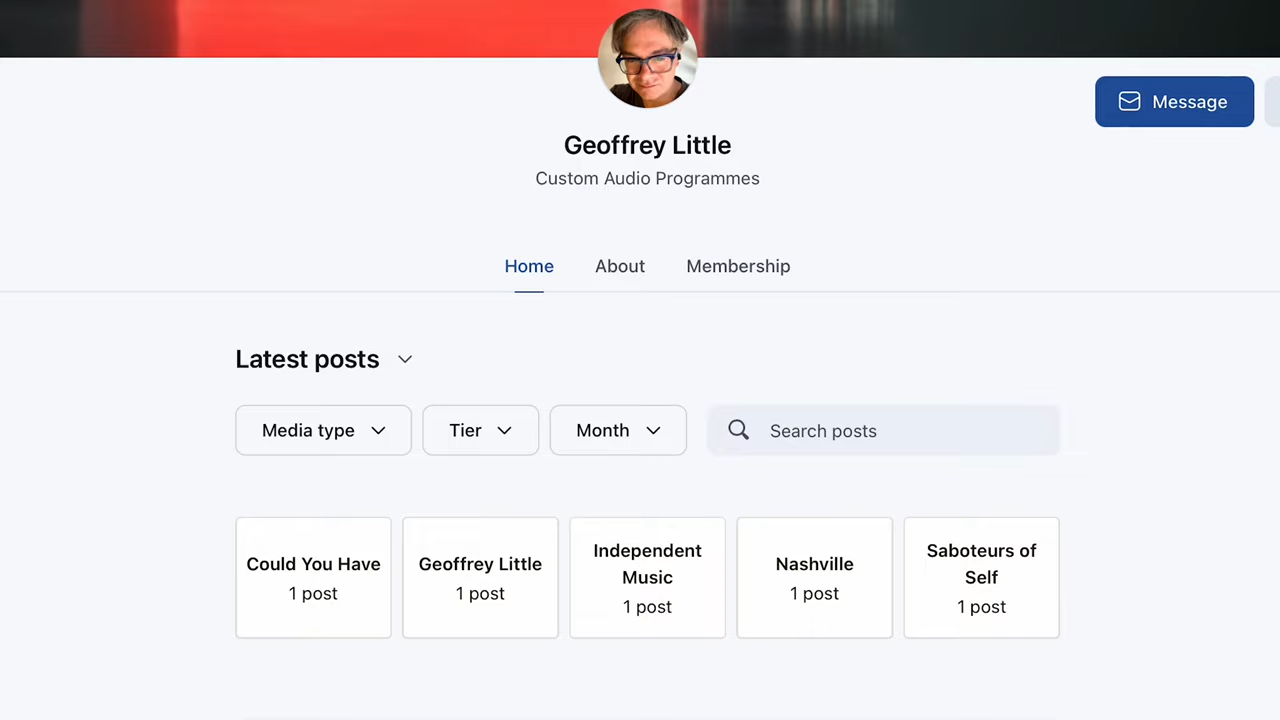 Message
Geoffrey Little
Custom Audio Programmes
Home About Membership
Latest posts
Media type Tier Month Search posts
Could You Have
1 post
Geoffrey Little
1 post
Independent
Music
1 post
Nashville
1 post
Saboteurs of
Self
1 post